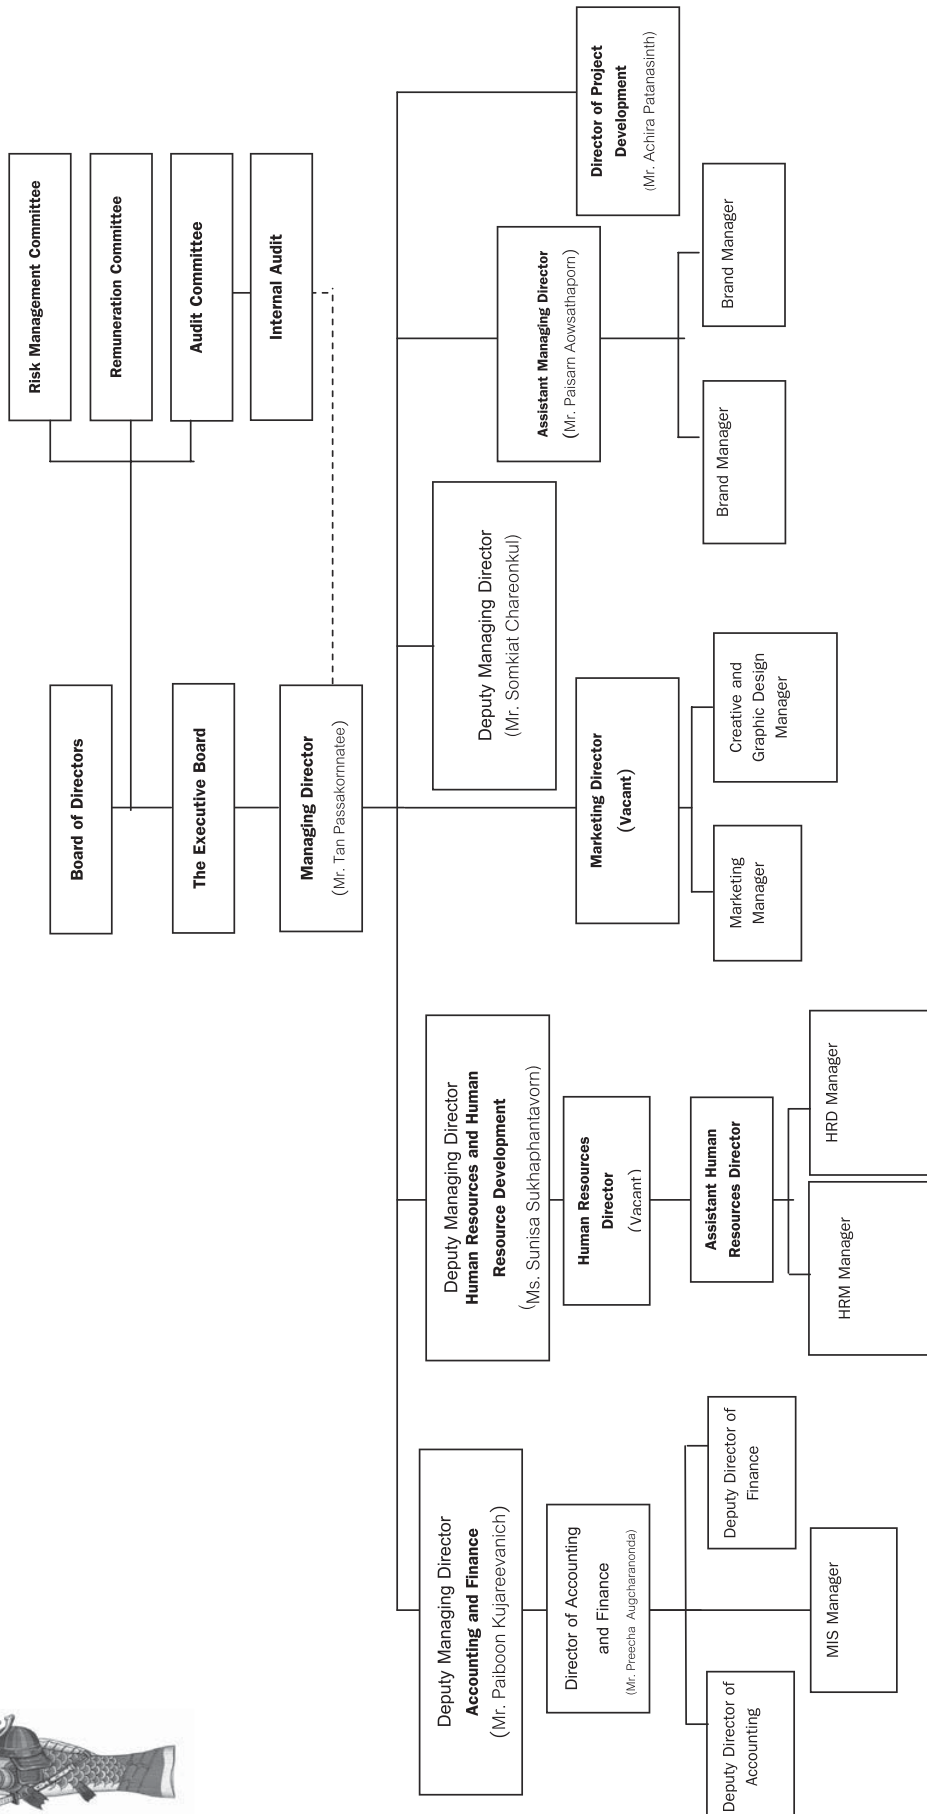 Board of Directors
Risk Management Committee
Remuneration Committee
Audit Committee
Internal Audit
The Executive Board
Managing Director
(Mr. Tan Passakornnatee)
Deputy Managing Director
Accounting and Finance
(Mr. Paiboon Kujareevanich)
Director of Accounting
and Finance
(Mr. Preecha Augcharanonda)
Deputy Director of
Accounting
MIS Manager
Deputy Director of
Finance
Deputy Managing Director
Human Resources and Human
Resource Development
(Ms. Sunisa Sukhaphantavorn)
Human Resources
Director
(Vacant)
Assistant Human
Resources Director
HRM Manager
HRD Manager
Marketing Director
(Vacant)
Marketing
Manager
Creative and
Graphic Design
Manager
Deputy Managing Director
(Mr. Somkiat Chareonkul)
Assistant Managing Director
(Mr. Paisarn Aowsathaporn)
Brand Manager
Brand Manager
Director of Project
Development
(Mr. Achira Patanasinth)